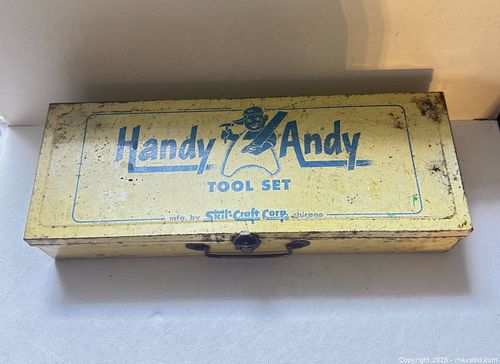 Handy Andy
TOOL SET
mfg. by Skil-Craft Corp. chicago
Copyright 2025 - maxsold.com